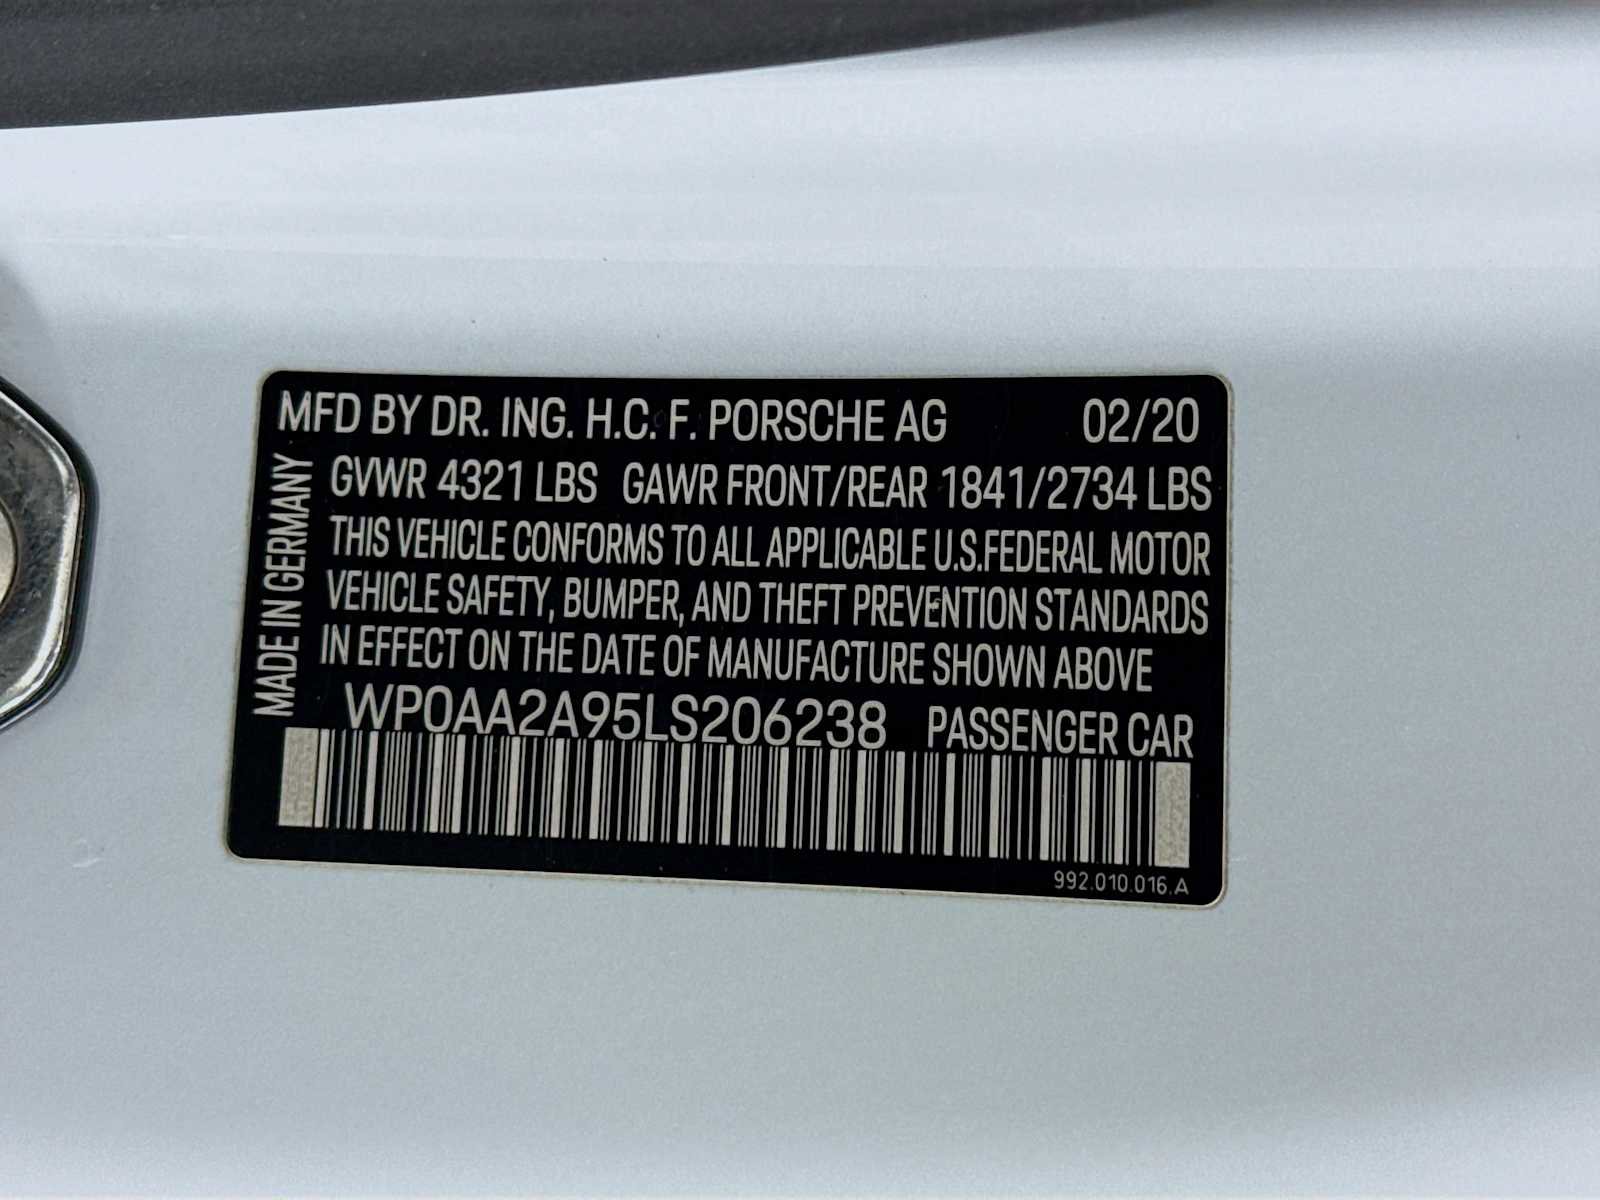 MFD BY DR. ING. H.C. F. PORSCHE AG 02/20
GVWR 4321 LBS GAWR FRONT/REAR 1841/2734 LBS
THIS VEHICLE CONFORMS TO ALL APPLICABLE U.S.FEDERAL MOTOR
VEHICLE SAFETY, BUMPER, AND THEFT PREVENTION STANDARDS
IN EFFECT ON THE DATE OF MANUFACTURE SHOWN ABOVE
WP0AA2A95LS206238 PASSENGER CAR
992.010.016.A
MADE IN GERMANY